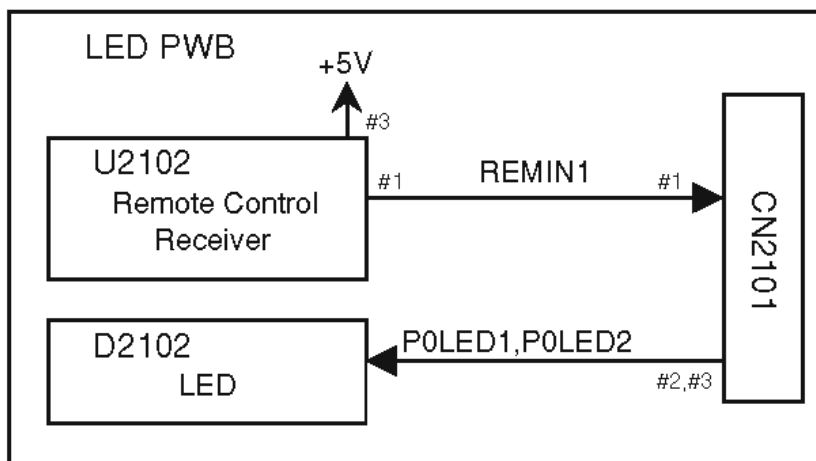 LED PWB
+5V
#3
U2102
Remote Control
Receiver
#1
REMIN1
#1
CN2101
D2102
LED
P0LED1,P0LED2
#2,#3